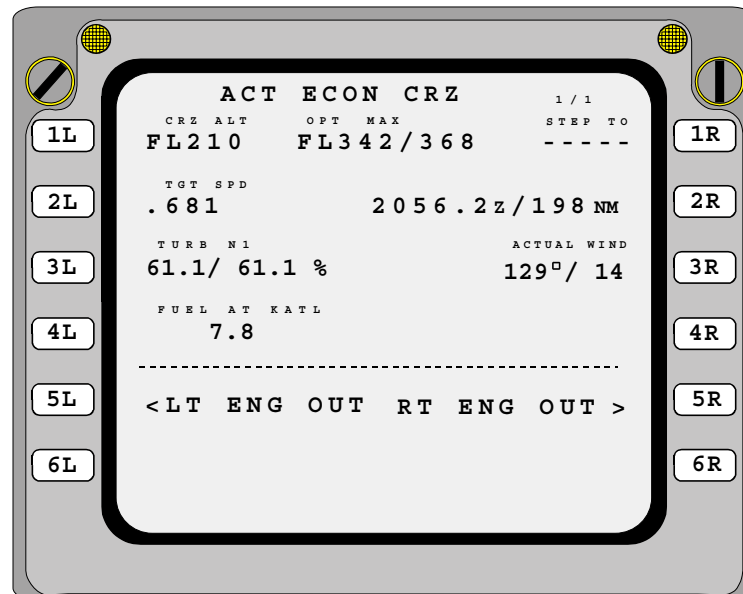 ACT ECON CRZ 1/1
CRZ ALT OPT MAX STEP TO
1L FL210 FL342/368 ----- 1R
TGT SPD
2L .681 2056.2Z/198 NM 2R
TURB N1 ACTUAL WIND
3L 61.1/ 61.1 % 129°/ 14 3R
FUEL AT KATL
4L 7.8 4R
--------------------------------
5L <LT ENG OUT RT ENG OUT > 5R
6L 6R